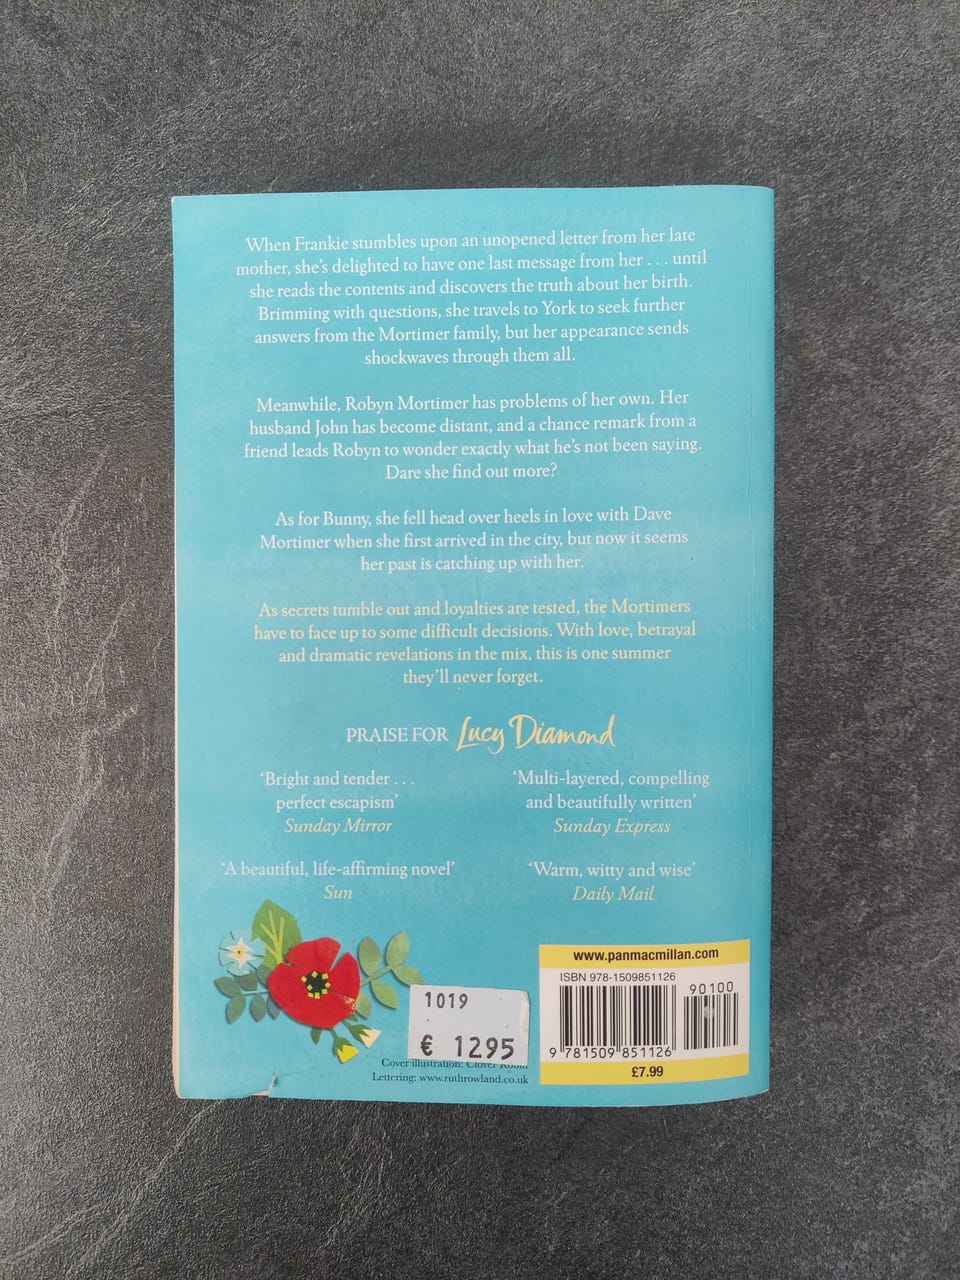 When Frankie stumbles upon an unopened letter from her late
mother, she's delighted to have one last message from her . . . until
she reads the contents and discovers the truth about her birth.
Brimming with questions, she travels to York to seek further
answers from the Mortimer family, but her appearance sends
shockwaves through them all.
Meanwhile, Robyn Mortimer has problems of her own. Her
husband John has become distant, and a chance remark from a
friend leads Robyn to wonder exactly what he's not been saying.
Dare she find out more?
As for Bunny, she fell head over heels in love with Dave
Mortimer when she first arrived in the city, but now it seems
her past is catching up with her.
As secrets tumble out and loyalties are tested, the Mortimers
have to face up to some difficult decisions. With love, betrayal
and dramatic revelations in the mix, this is one summer
they'll never forget.
PRAISE FOR Lucy Diamond
'Bright and tender . . .
perfect escapism'
Sunday Mirror
'Multi-layered, compelling
and beautifully written'
Sunday Express
'A beautiful, life-affirming novel'
Sun
'Warm, witty and wise'
Daily Mail
www.panmacmillan.com
ISBN 978-1509851126
90100
9 781509 851126
£7.99
1019
€ 1295
Cover illustration: Clover Robin
Lettering: www.ruthrowland.co.uk